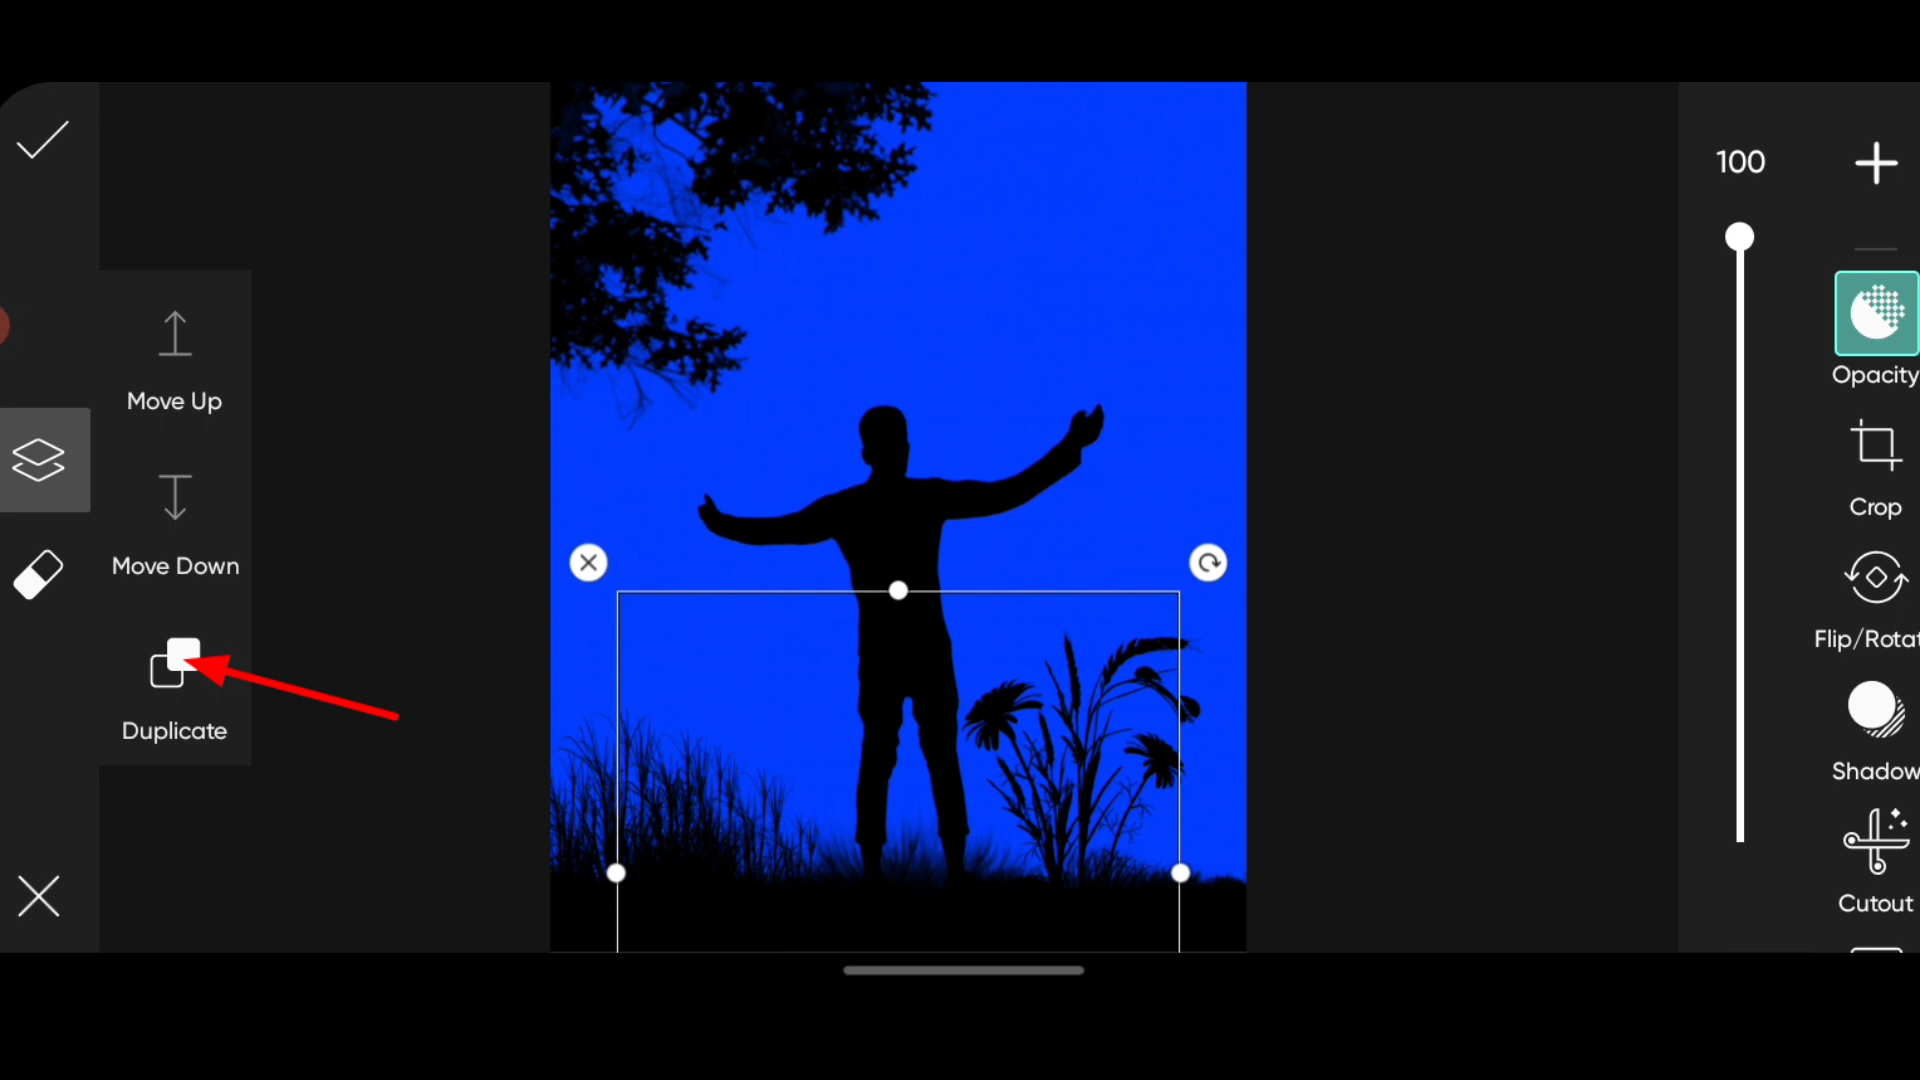 Move Up
Move Down
Duplicate
100
Opacity
Crop
Flip/Rotat
Shadow
Cutout